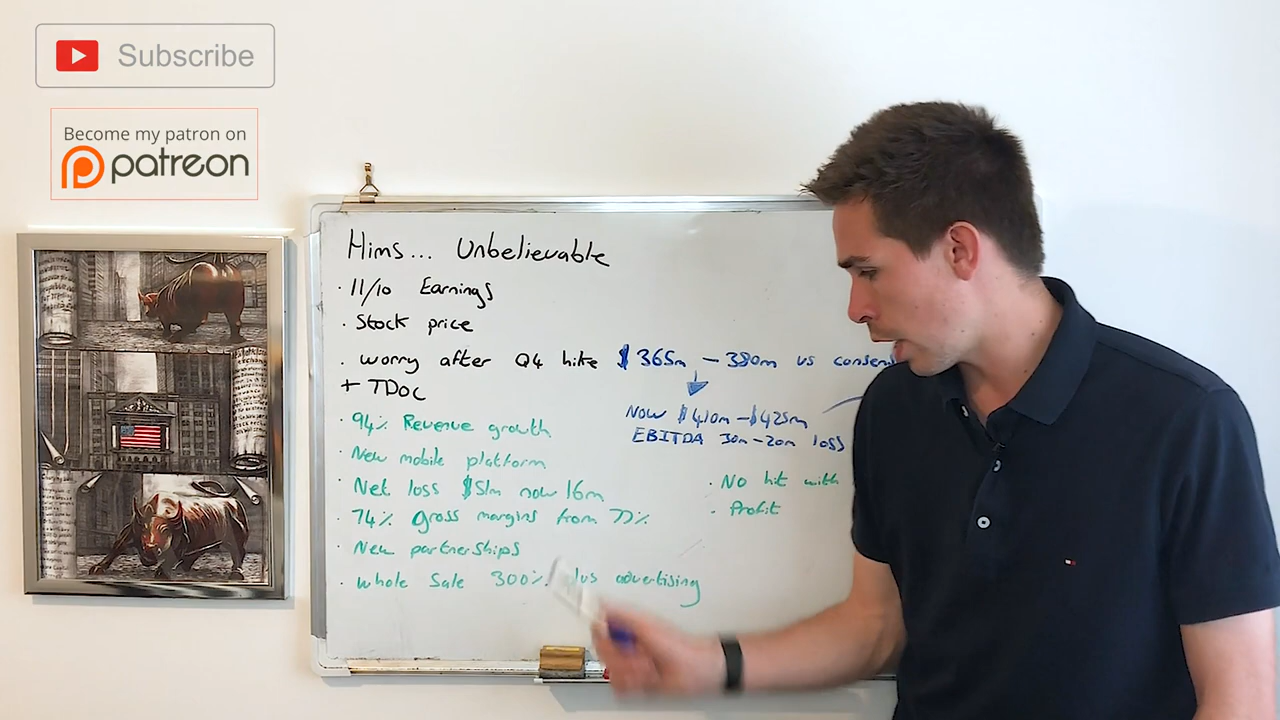 Subscribe
Become my patron on
patreon
Hims... Unbelievable
· 11/10 Earnings
· Stock price
· worry after Q4 hike $365m – 380m vs
+ TDoc
Now $410m – $425m
EBITDA 30m – 20m loss
· 94% Revenue growth
· New mobile platform
· Net loss $51m now 16m
· 74% gross margins from 77%
· New partnerships
· whole Sale 300% plus advertising
· No hit with
· Profit